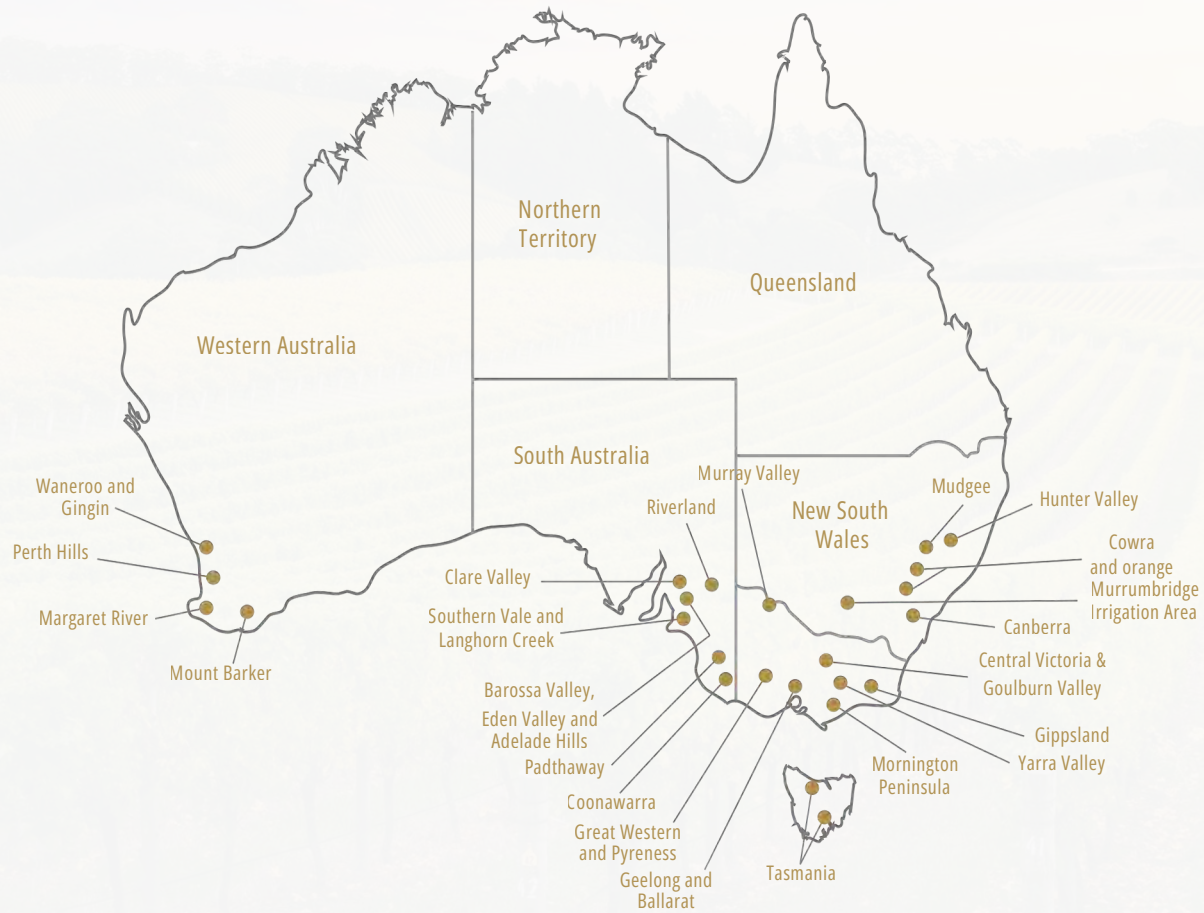 Northern
Territory
Queensland
Western Australia
South Australia
Murray Valley
Mudgee
Hunter Valley
Waneroo and
Gingin
Riverland
New South
Wales
Perth Hills
Cowra
and orange
Clare Valley
Murrumbridge
Irrigation Area
Margaret River
Southern Vale and
Langhorn Creek
Canberra
Mount Barker
Central Victoria &
Goulburn Valley
Barossa Valley,
Eden Valley and
Adelade Hills
Gippsland
Padthaway
Mornington
Peninsula
Yarra Valley
Coonawarra
Great Western
and Pyreness
Tasmania
Geelong and
Ballarat